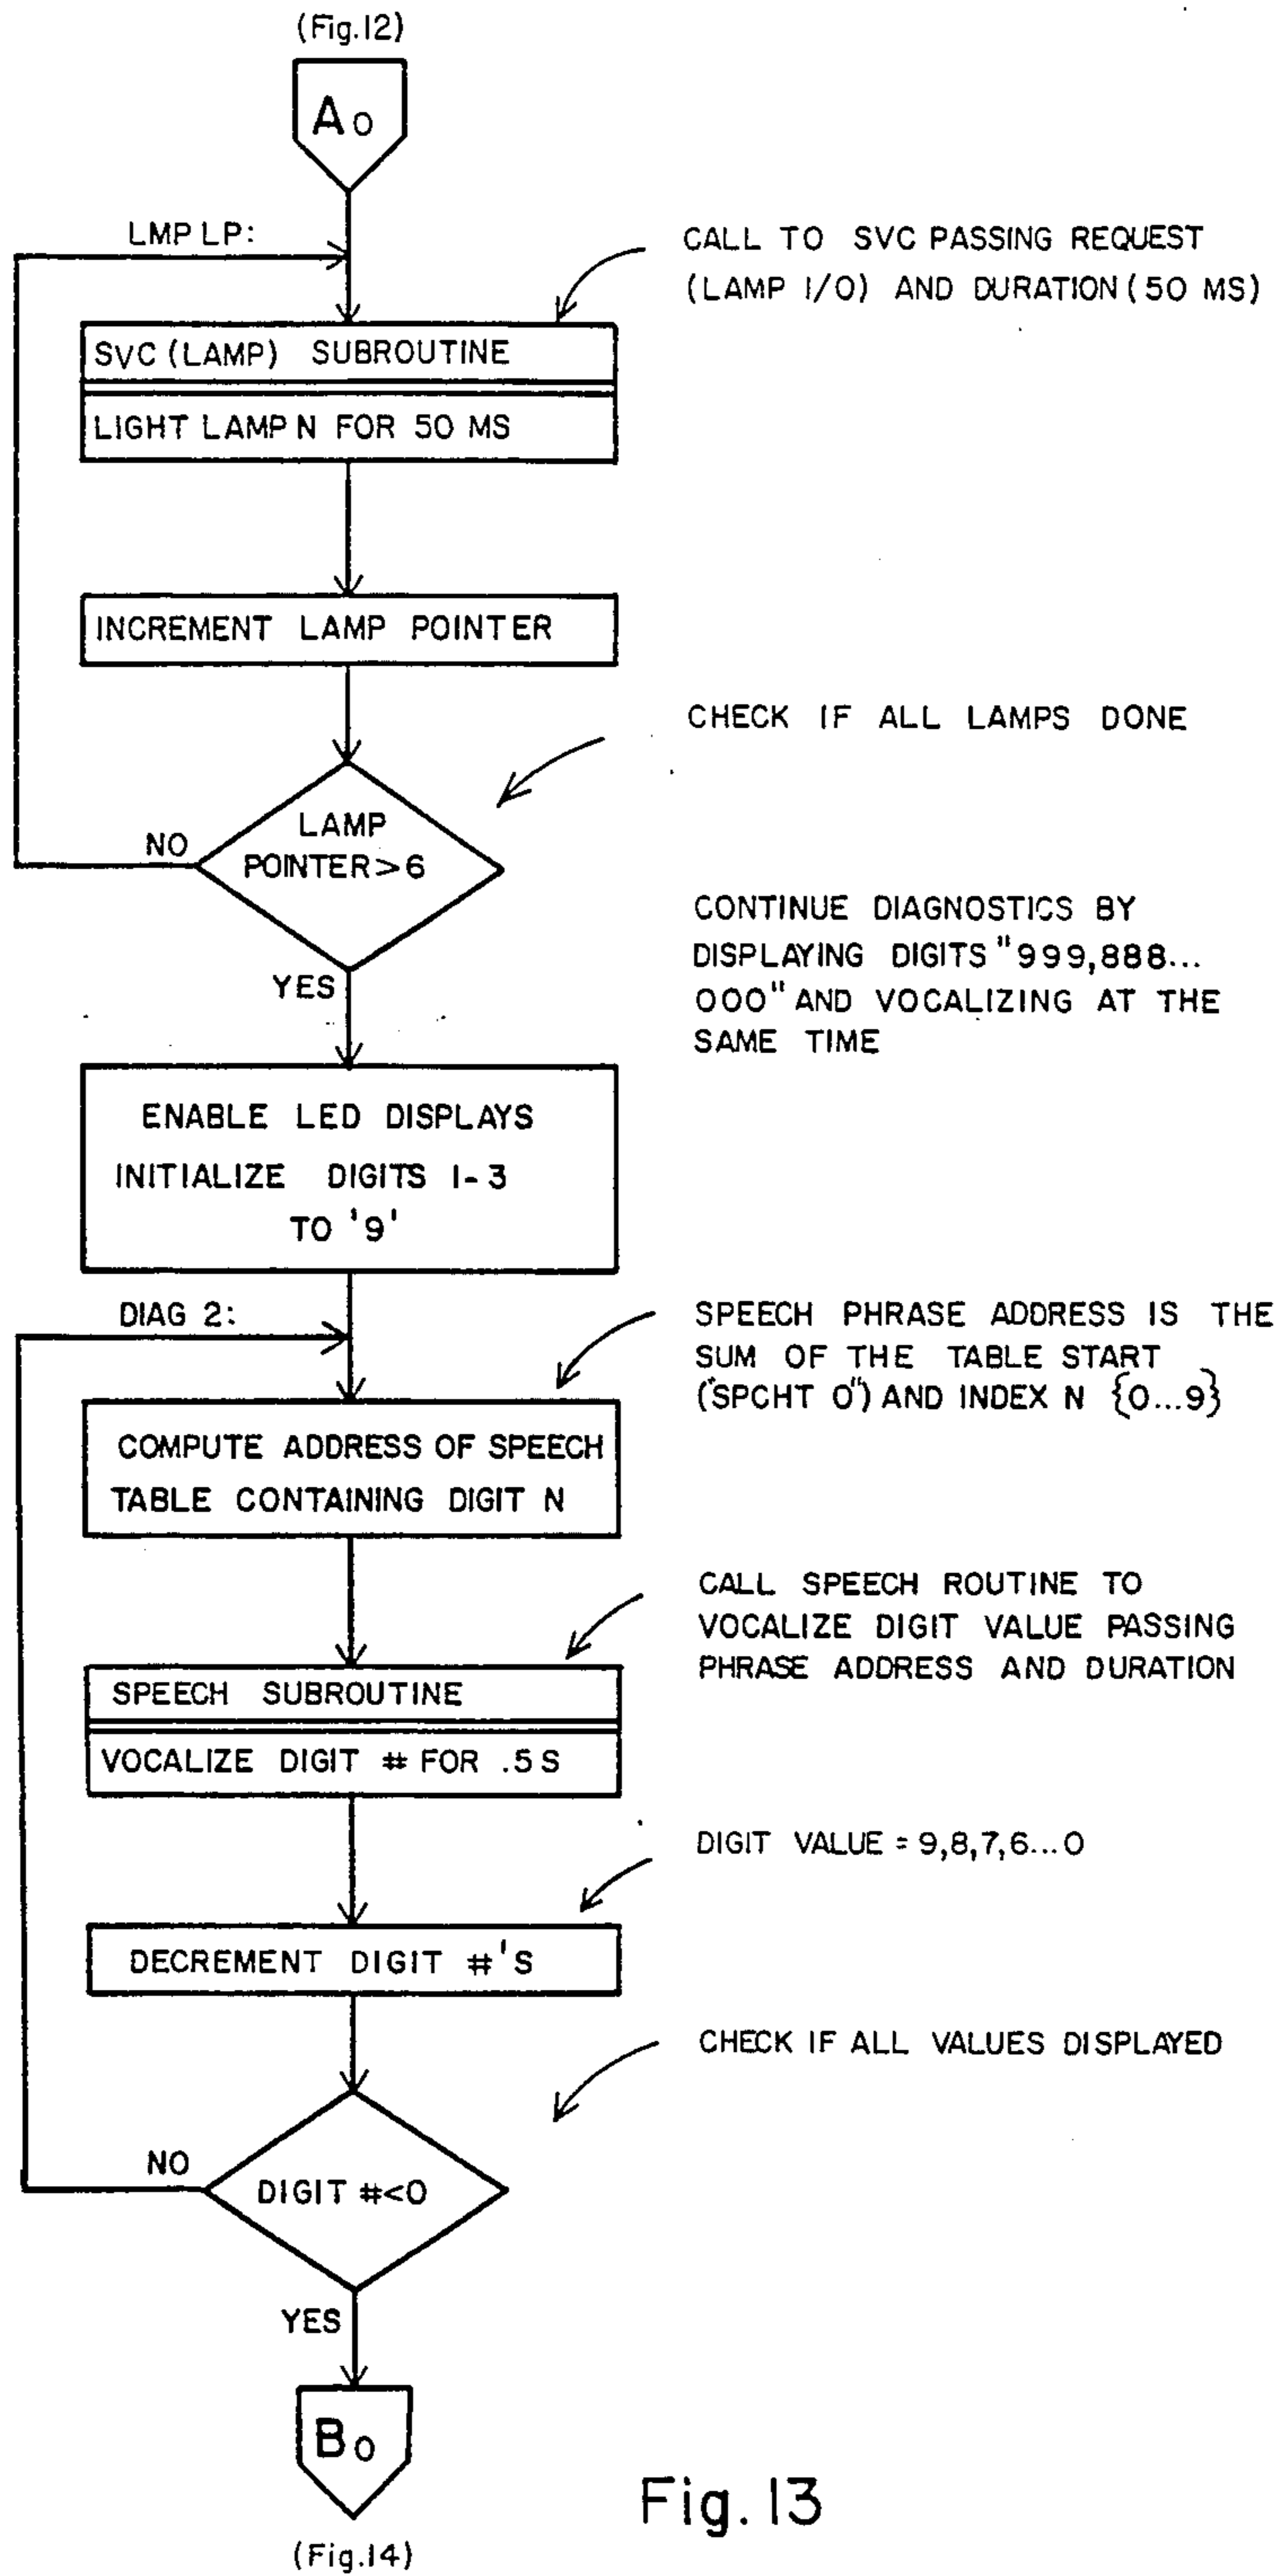 (Fig.12)
A0
LMP LP:
CALL TO SVC PASSING REQUEST
(LAMP I/O) AND DURATION (50 MS)
SVC (LAMP) SUBROUTINE
LIGHT LAMP N FOR 50 MS
INCREMENT LAMP POINTER
CHECK IF ALL LAMPS DONE
LAMP
POINTER>6
NO
YES
CONTINUE DIAGNOSTICS BY
DISPLAYING DIGITS "999,888...
000" AND VOCALIZING AT THE
SAME TIME
ENABLE LED DISPLAYS
INITIALIZE DIGITS 1-3
TO '9'
DIAG 2:
SPEECH PHRASE ADDRESS IS THE
SUM OF THE TABLE START
("SPCHT 0") AND INDEX N {0...9}
COMPUTE ADDRESS OF SPEECH
TABLE CONTAINING DIGIT N
CALL SPEECH ROUTINE TO
VOCALIZE DIGIT VALUE PASSING
PHRASE ADDRESS AND DURATION
SPEECH SUBROUTINE
VOCALIZE DIGIT # FOR .5 S
DIGIT VALUE = 9,8,7,6...0
DECREMENT DIGIT #'S
CHECK IF ALL VALUES DISPLAYED
NO
DIGIT #<0
YES
B0
Fig. 13
(Fig.14)